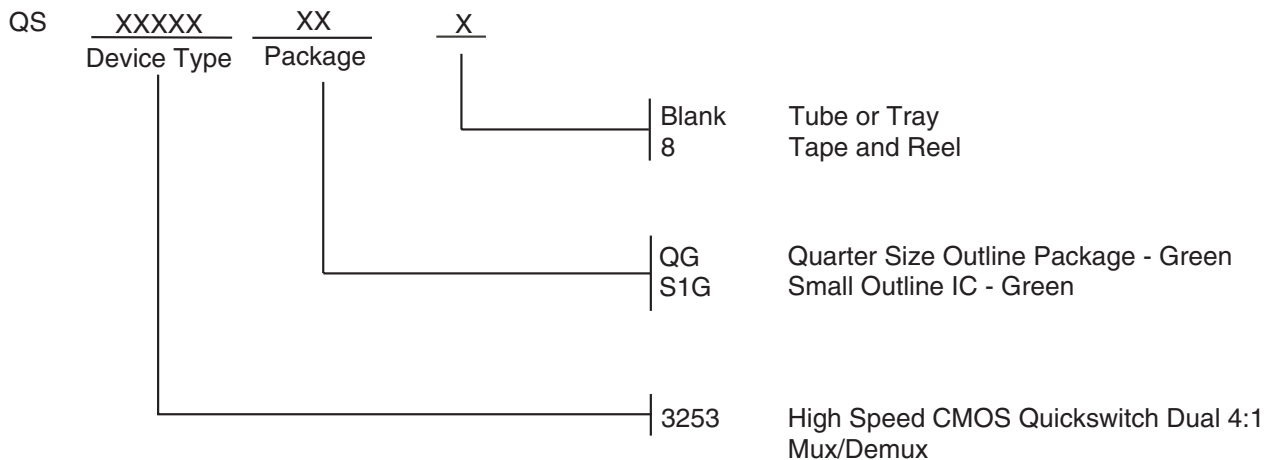 QS XXXXX XX X
Device Type Package
Blank Tube or Tray
8 Tape and Reel
QG Quarter Size Outline Package - Green
S1G Small Outline IC - Green
3253 High Speed CMOS Quickswitch Dual 4:1
Mux/Demux